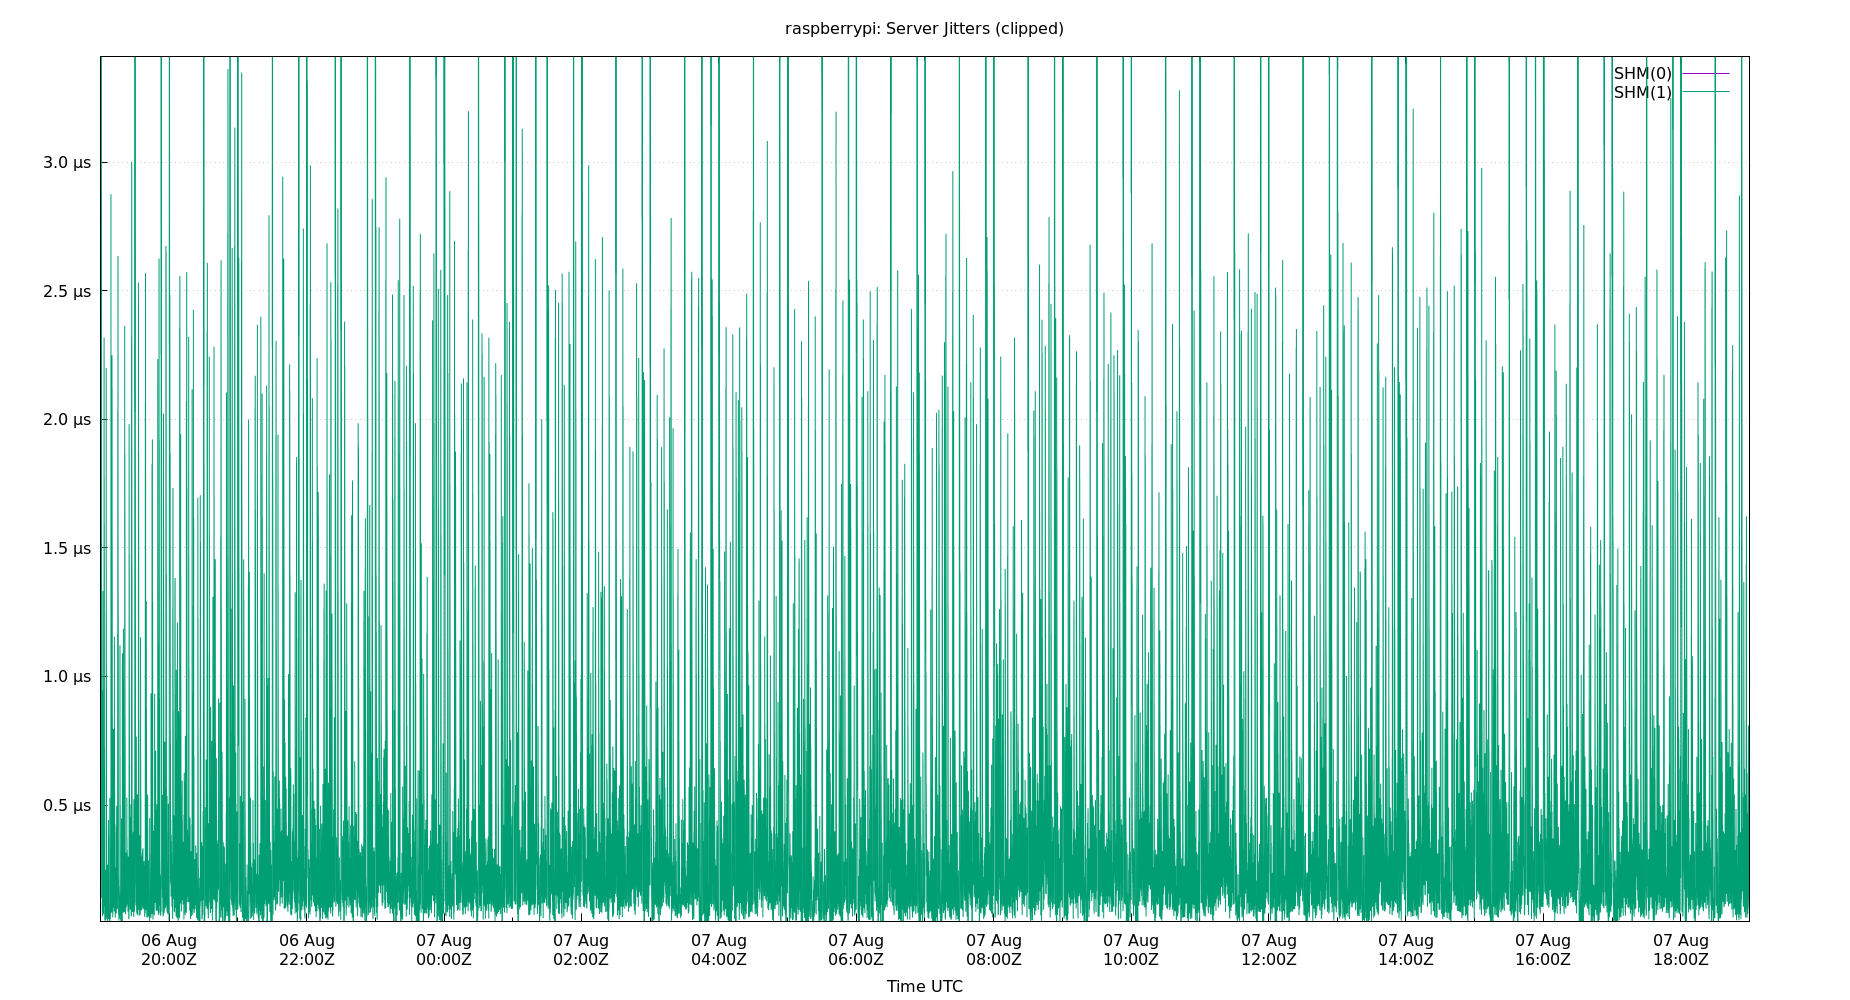 raspberrypi: Server Jitters (clipped)
SHM(0)
SHM(1)
3.0 µs
2.5 µs
2.0 µs
1.5 µs
1.0 µs
0.5 µs
06 Aug 06 Aug 07 Aug 07 Aug 07 Aug 07 Aug 07 Aug 07 Aug 07 Aug 07 Aug 07 Aug 07 Aug
20:00Z 22:00Z 00:00Z 02:00Z 04:00Z 06:00Z 08:00Z 10:00Z 12:00Z 14:00Z 16:00Z 18:00Z
Time UTC